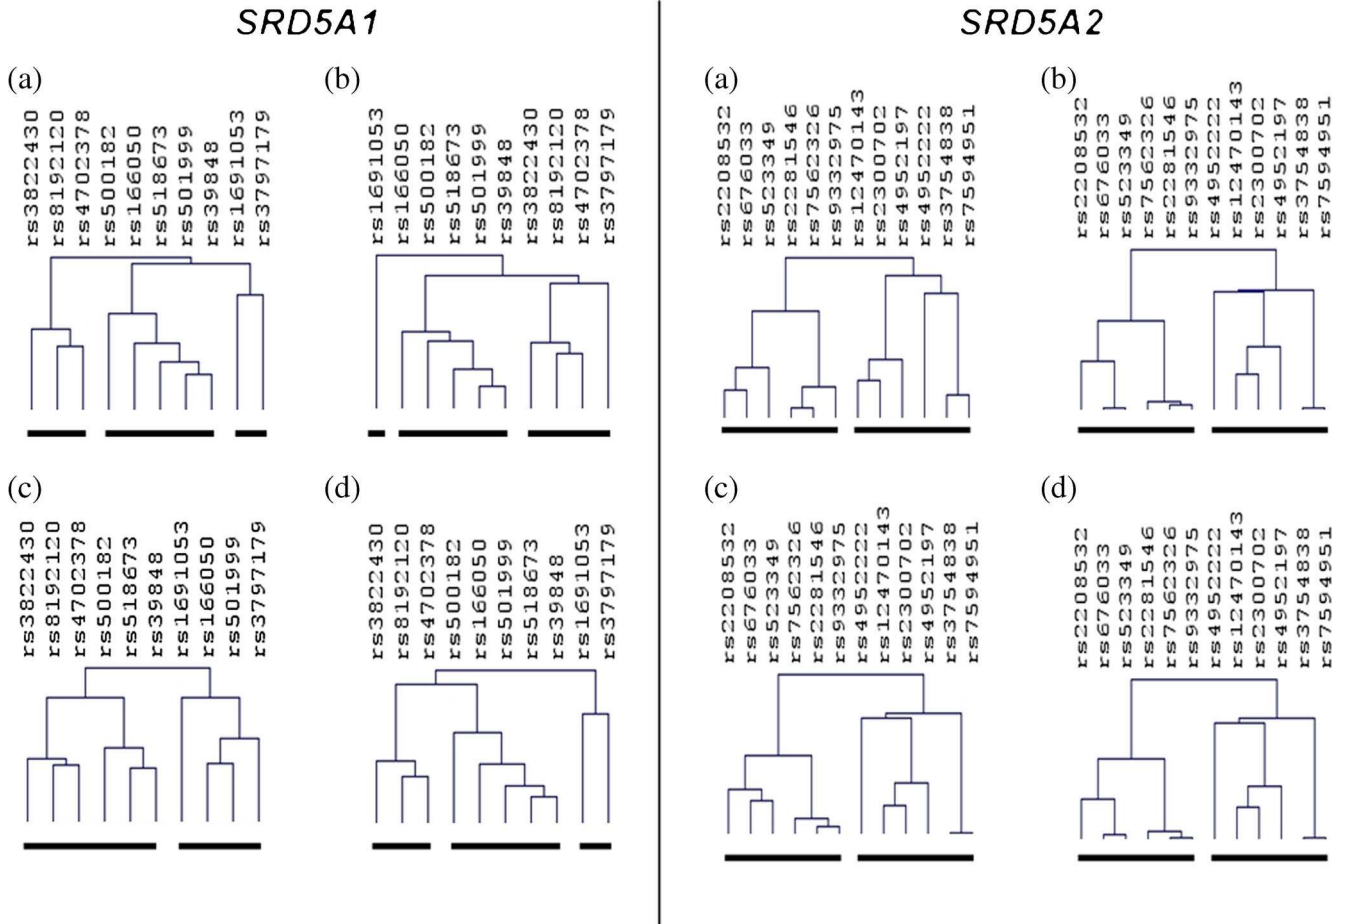 SRD5A1
SRD5A2
(a)
rs3822430
rs8192120
rs4702378
rs500182
rs166050
rs518673
rs501999
rs39848
rs1691053
rs3797179
(b)
rs1691053
rs166050
rs500182
rs518673
rs501999
rs39848
rs3822430
rs8192120
rs4702378
rs3797179
(a)
rs2208532
rs676033
rs523349
rs2281546
rs7562326
rs9332975
rs12470143
rs2300702
rs4952197
rs4952222
rs3754838
rs7594951
(b)
rs2208532
rs676033
rs523349
rs7562326
rs2281546
rs9332975
rs4952222
rs12470143
rs2300702
rs4952197
rs3754838
rs7594951
(c)
rs3822430
rs8192120
rs4702378
rs500182
rs518673
rs39848
rs1691053
rs166050
rs501999
rs3797179
(d)
rs3822430
rs8192120
rs4702378
rs500182
rs166050
rs501999
rs518673
rs39848
rs1691053
rs3797179
(c)
rs2208532
rs676033
rs523349
rs7562326
rs2281546
rs9332975
rs4952222
rs12470143
rs2300702
rs4952197
rs3754838
rs7594951
(d)
rs2208532
rs676033
rs523349
rs2281546
rs7562326
rs9332975
rs4952222
rs12470143
rs2300702
rs4952197
rs3754838
rs7594951